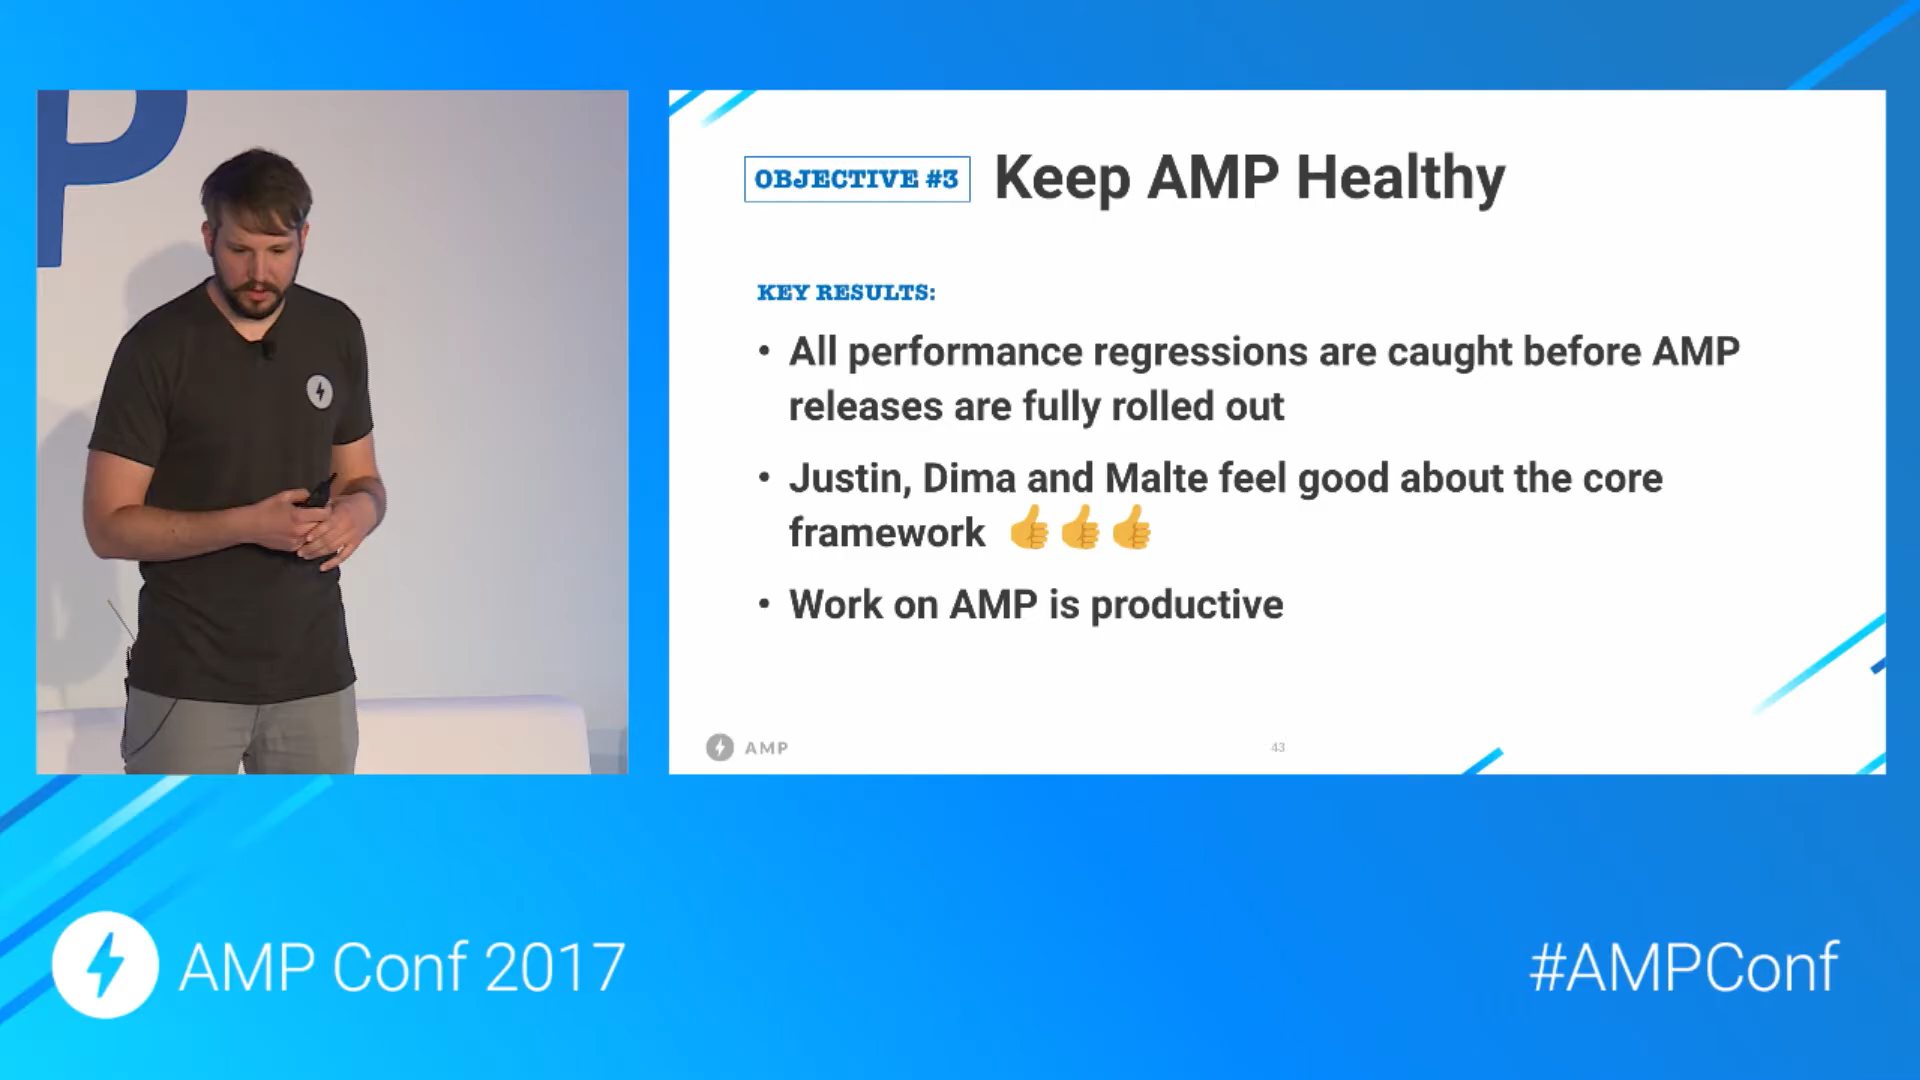 P
OBJECTIVE #3 Keep AMP Healthy
KEY RESULTS:
• All performance regressions are caught before AMP
releases are fully rolled out
• Justin, Dima and Malte feel good about the core
framework 👍👍👍
• Work on AMP is productive
AMP
43
AMP Conf 2017
#AMPConf